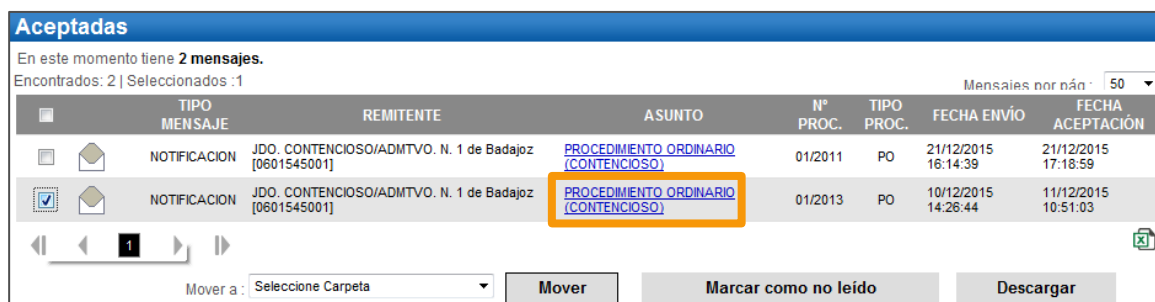 Aceptadas
En este momento tiene 2 mensajes.
Encontrados: 2 | Seleccionados :1
Mensajes por pág.: 50
TIPO MENSAJE REMITENTE ASUNTO Nº PROC. TIPO PROC. FECHA ENVÍO FECHA ACEPTACIÓN
NOTIFICACION JDO. CONTENCIOSO/ADMTVO. N. 1 de Badajoz [0601545001] PROCEDIMIENTO ORDINARIO (CONTENCIOSO) 01/2011 PO 21/12/2015 16:14:39 21/12/2015 17:18:59
NOTIFICACION JDO. CONTENCIOSO/ADMTVO. N. 1 de Badajoz [0601545001] PROCEDIMIENTO ORDINARIO (CONTENCIOSO) 01/2013 PO 10/12/2015 14:26:44 11/12/2015 10:51:03
1
Mover a : Seleccione Carpeta Mover Marcar como no leído Descargar